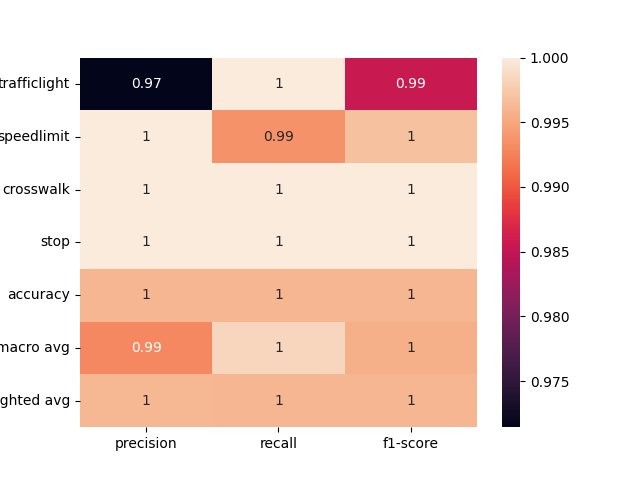 trafficlight 0.97 1 0.99
speedlimit 1 0.99 1
crosswalk 1 1 1
stop 1 1 1
accuracy 1 1 1
macro avg 0.99 1 1
ghted avg 1 1 1
precision recall f1-score
1.000
0.995
0.990
0.985
0.980
0.975